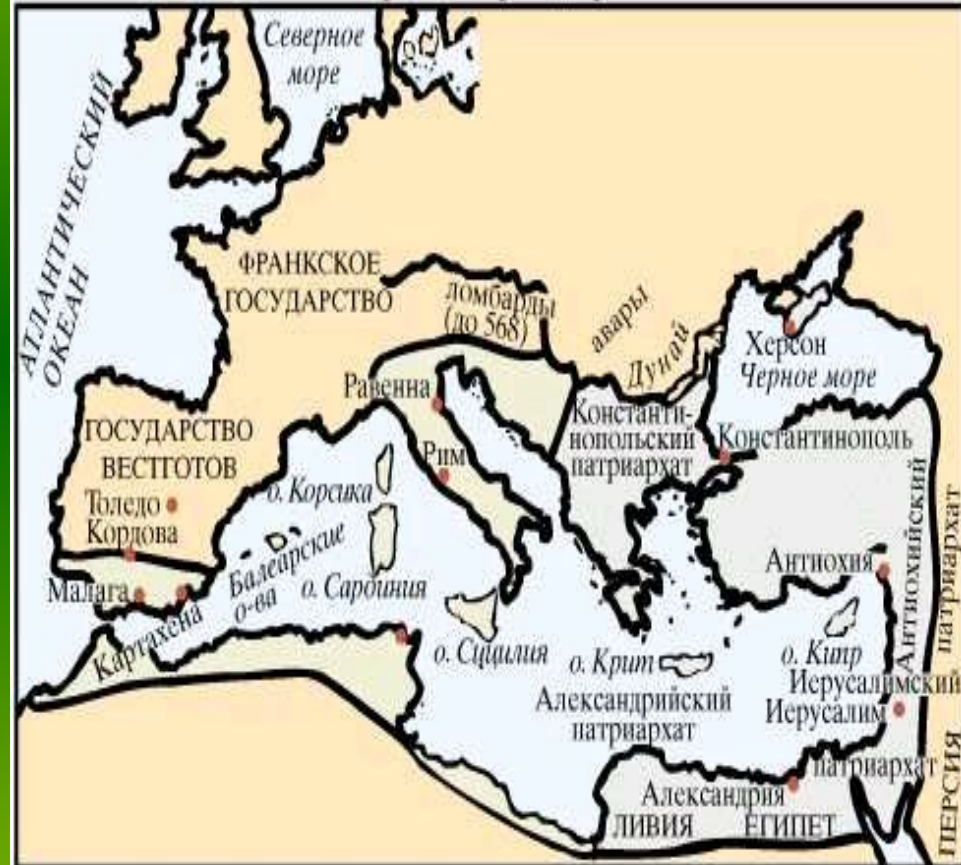 Северное
море
АТЛАНТИЧЕСКИЙ
ОКЕАН
ФРАНКСКОЕ
ГОСУДАРСТВО
ломбарды
(до 568)
авары
Дунай
Херсон
Черное море
Равенна
Константи-
нопольский
патриархат
Константинополь
ГОСУДАРСТВО
ВЕСТГОТОВ
Рим
о. Корсика
Толедо
Кордова
Балеарские
о-ва
о. Сардиния
Антиохия
Антиохийский
патриархат
Малага
Картахена
о. Сицилия
о. Крит
о. Кипр
Александрийский
патриархат
Иерусалимский
Иерусалим
патриархат
Александрия
ЛИВИЯ
ЕГИПЕТ
ПЕРСИЯ